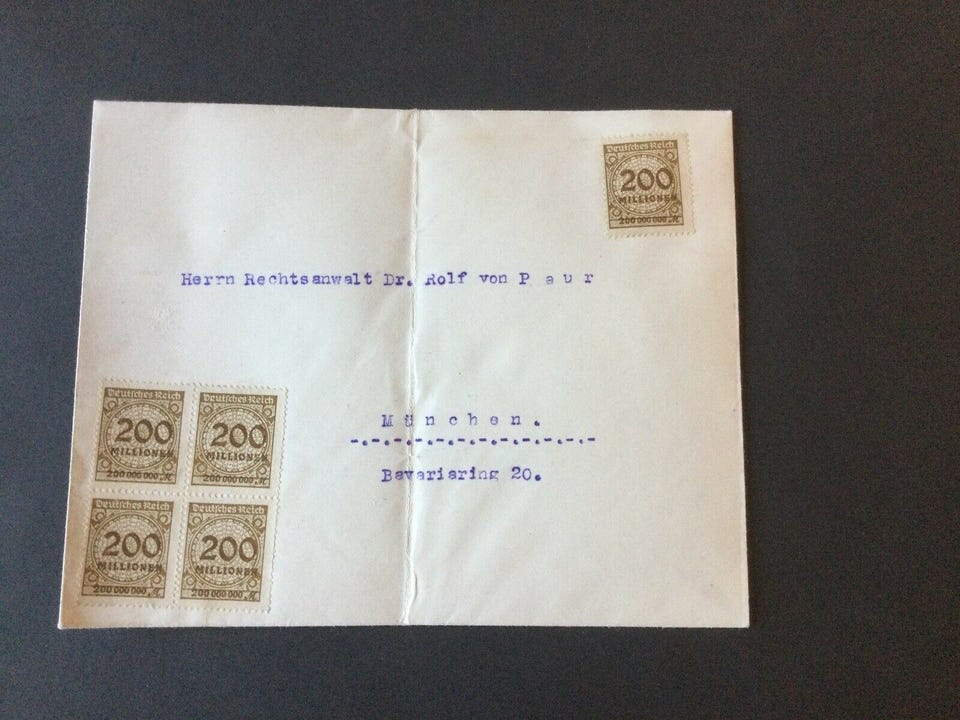 Deutsches Reich
200
MILLIONEN
200 000 000 M
Herrn Rechtsanwalt Dr. Rolf von P a u r
M ü n c h e n .
-.-.-.-.-.-.-.-.-.-.-.-.-
Bavariaring 20.
Deutsches Reich
200
MILLIONEN
200 000 000 M
Deutsches Reich
200
MILLIONEN
200 000 000 M
Deutsches Reich
200
MILLIONEN
200 000 000 M
Deutsches Reich
200
MILLIONEN
200 000 000 M